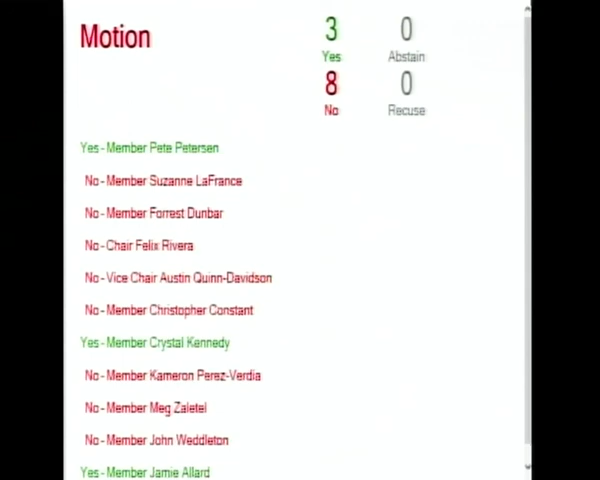 Motion
3 0
Yes Abstain
8 0
No Recuse
Yes - Member Pete Petersen
No - Member Suzanne LaFrance
No - Member Forrest Dunbar
No - Chair Felix Rivera
No - Vice Chair Austin Quinn-Davidson
No - Member Christopher Constant
Yes - Member Crystal Kennedy
No - Member Kameron Perez-Verdia
No - Member Meg Zaletel
No - Member John Weddleton
Yes - Member Jamie Allard